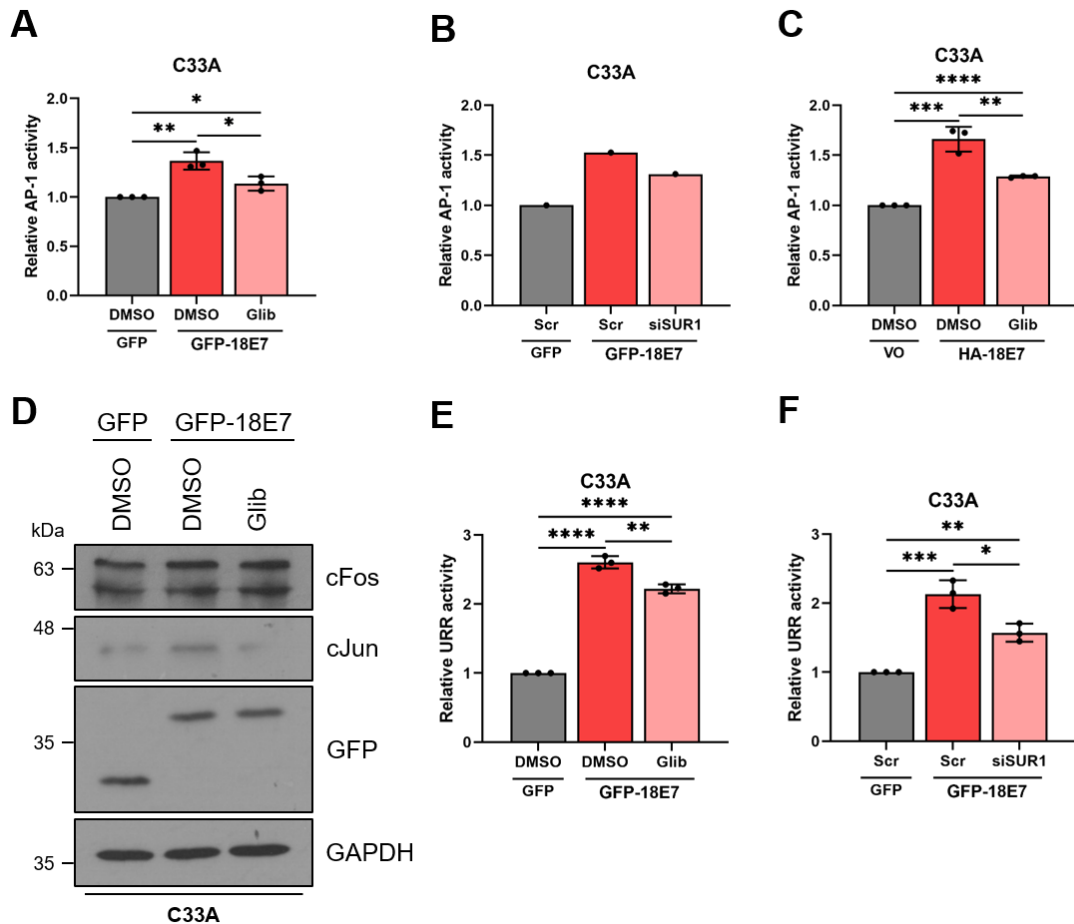 A
C33A
Relative AP-1 activity
2.0
1.5
1.0
0.5
0.0
* 
** *
DMSO DMSO Glib
GFP GFP-18E7
B
C33A
Relative AP-1 activity
2.0
1.5
1.0
0.5
0.0
Scr Scr siSUR1
GFP GFP-18E7
C
C33A
Relative AP-1 activity
2.0
1.5
1.0
0.5
0.0
****
*** **
DMSO DMSO Glib
VO HA-18E7
D
GFP GFP-18E7
DMSO DMSO Glib
kDa
63
cFos
48
cJun
35
GFP
35
GAPDH
C33A
E
C33A
Relative URR activity
3
2
1
0
****
**** **
DMSO DMSO Glib
GFP GFP-18E7
F
C33A
Relative URR activity
3
2
1
0
**
*** *
Scr Scr siSUR1
GFP GFP-18E7